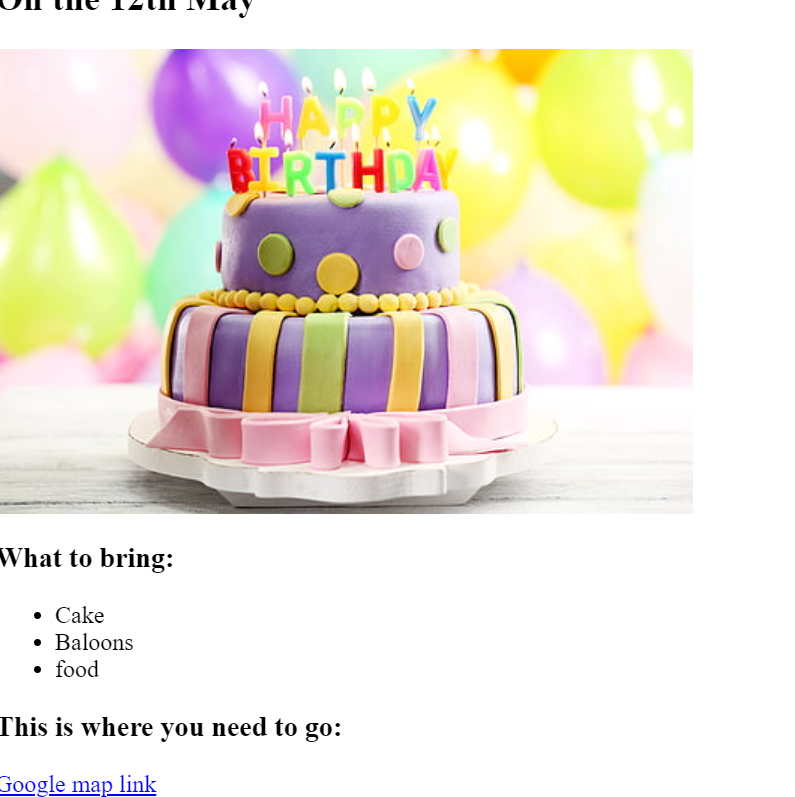 On the 12th May
HAPPY
BIRTHDAY
What to bring:
Cake
Baloons
food
This is where you need to go:
Google map link